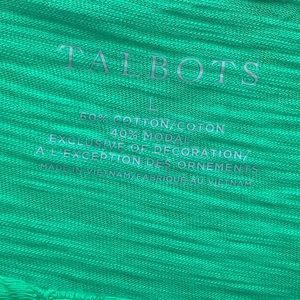 TALBOTS
L
60% COTTON/COTON
40% MODAL
EXCLUSIVE OF DECORATION/
A L'EXCEPTION DES ORNEMENTS
MADE IN VIETNAM/FABRIQUÉ AU VIETNAM